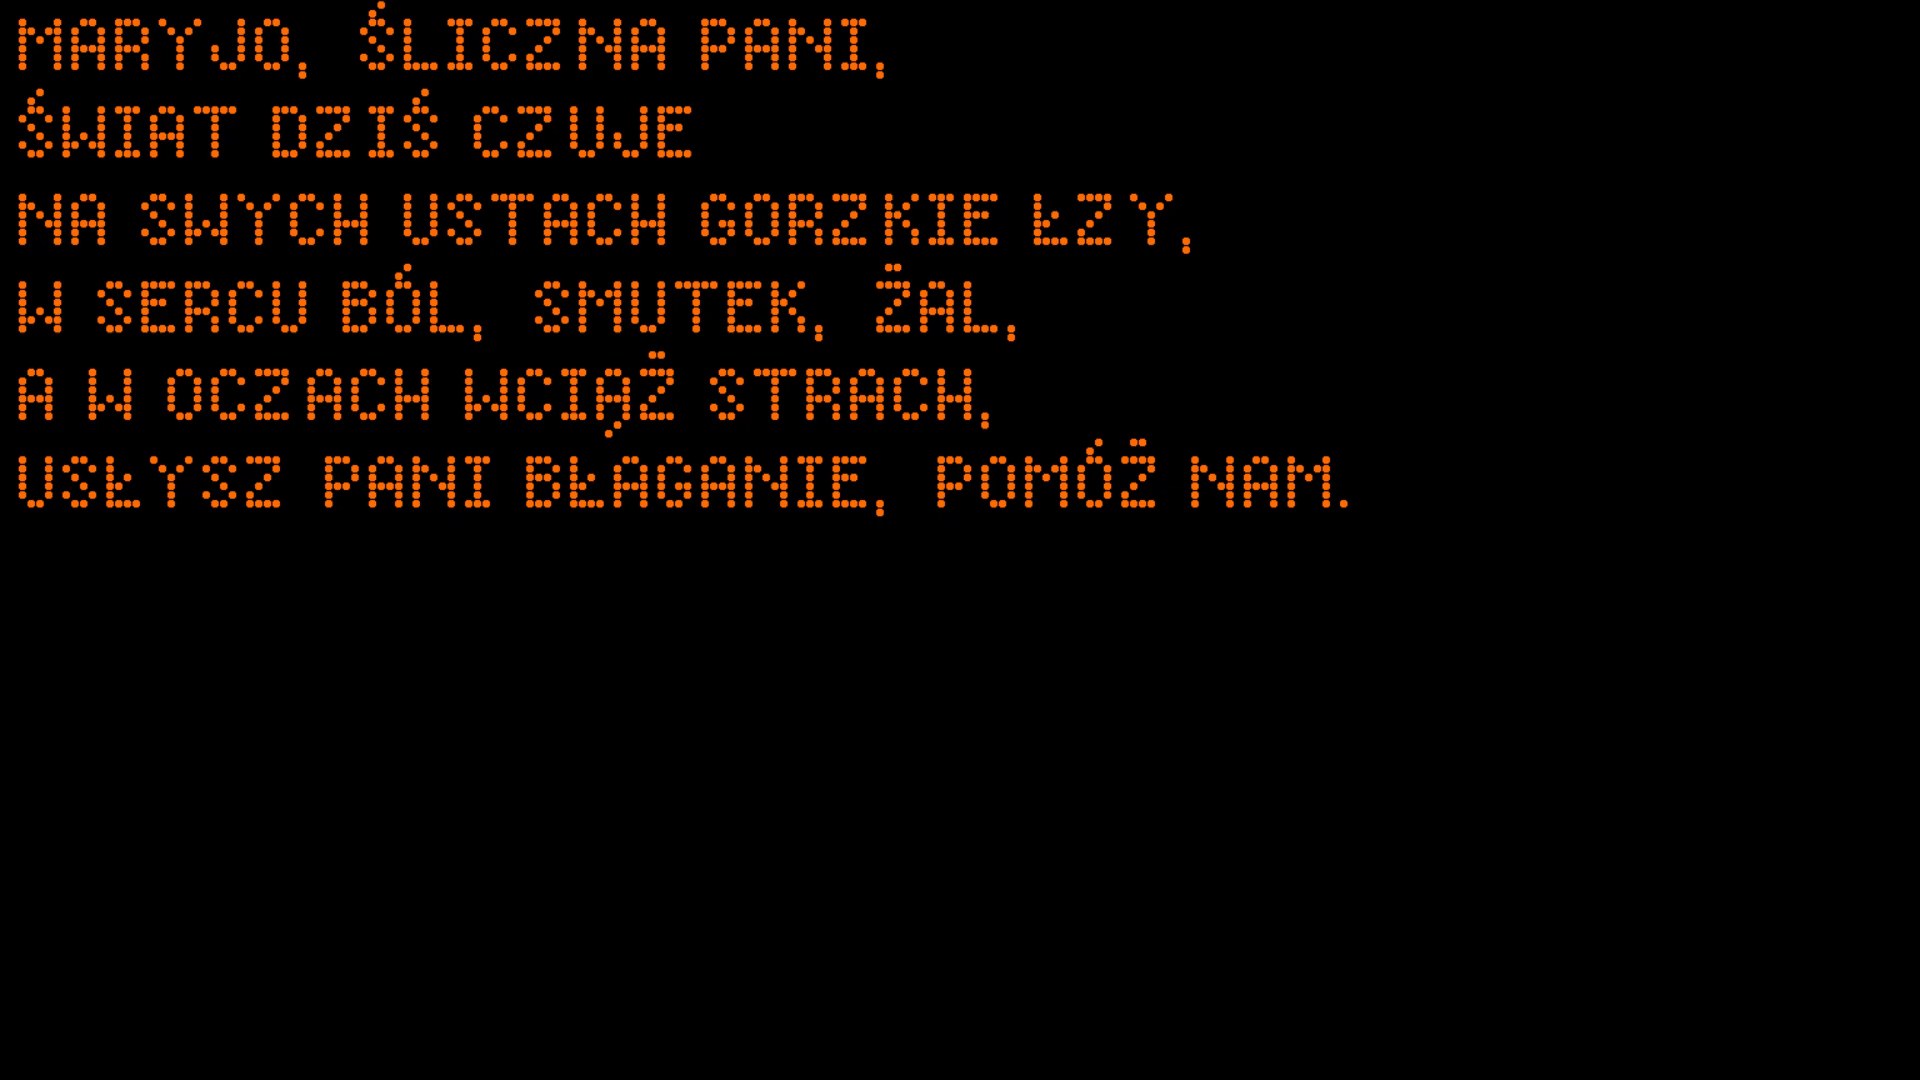 MARYJO, ŚLICZNA PANI,
ŚWIAT DZIŚ CZUJE
NA SWYCH USTACH GORZKIE ŁZY,
W SERCU BÓL, SMUTEK, ŻAL,
A W OCZACH WCIĄŻ STRACH,
USŁYSZ PANI BŁAGANIE, POMÓŻ NAM.